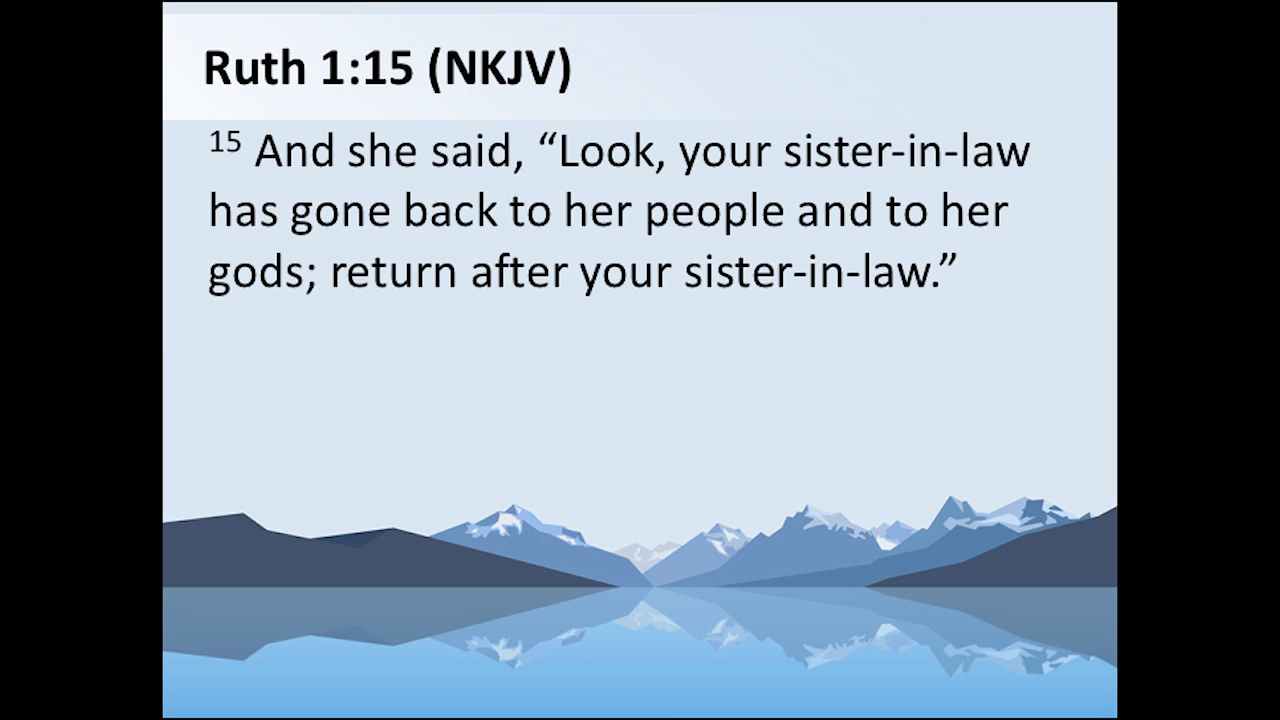 Ruth 1:15 (NKJV)
15 And she said, “Look, your sister-in-law
has gone back to her people and to her
gods; return after your sister-in-law.”